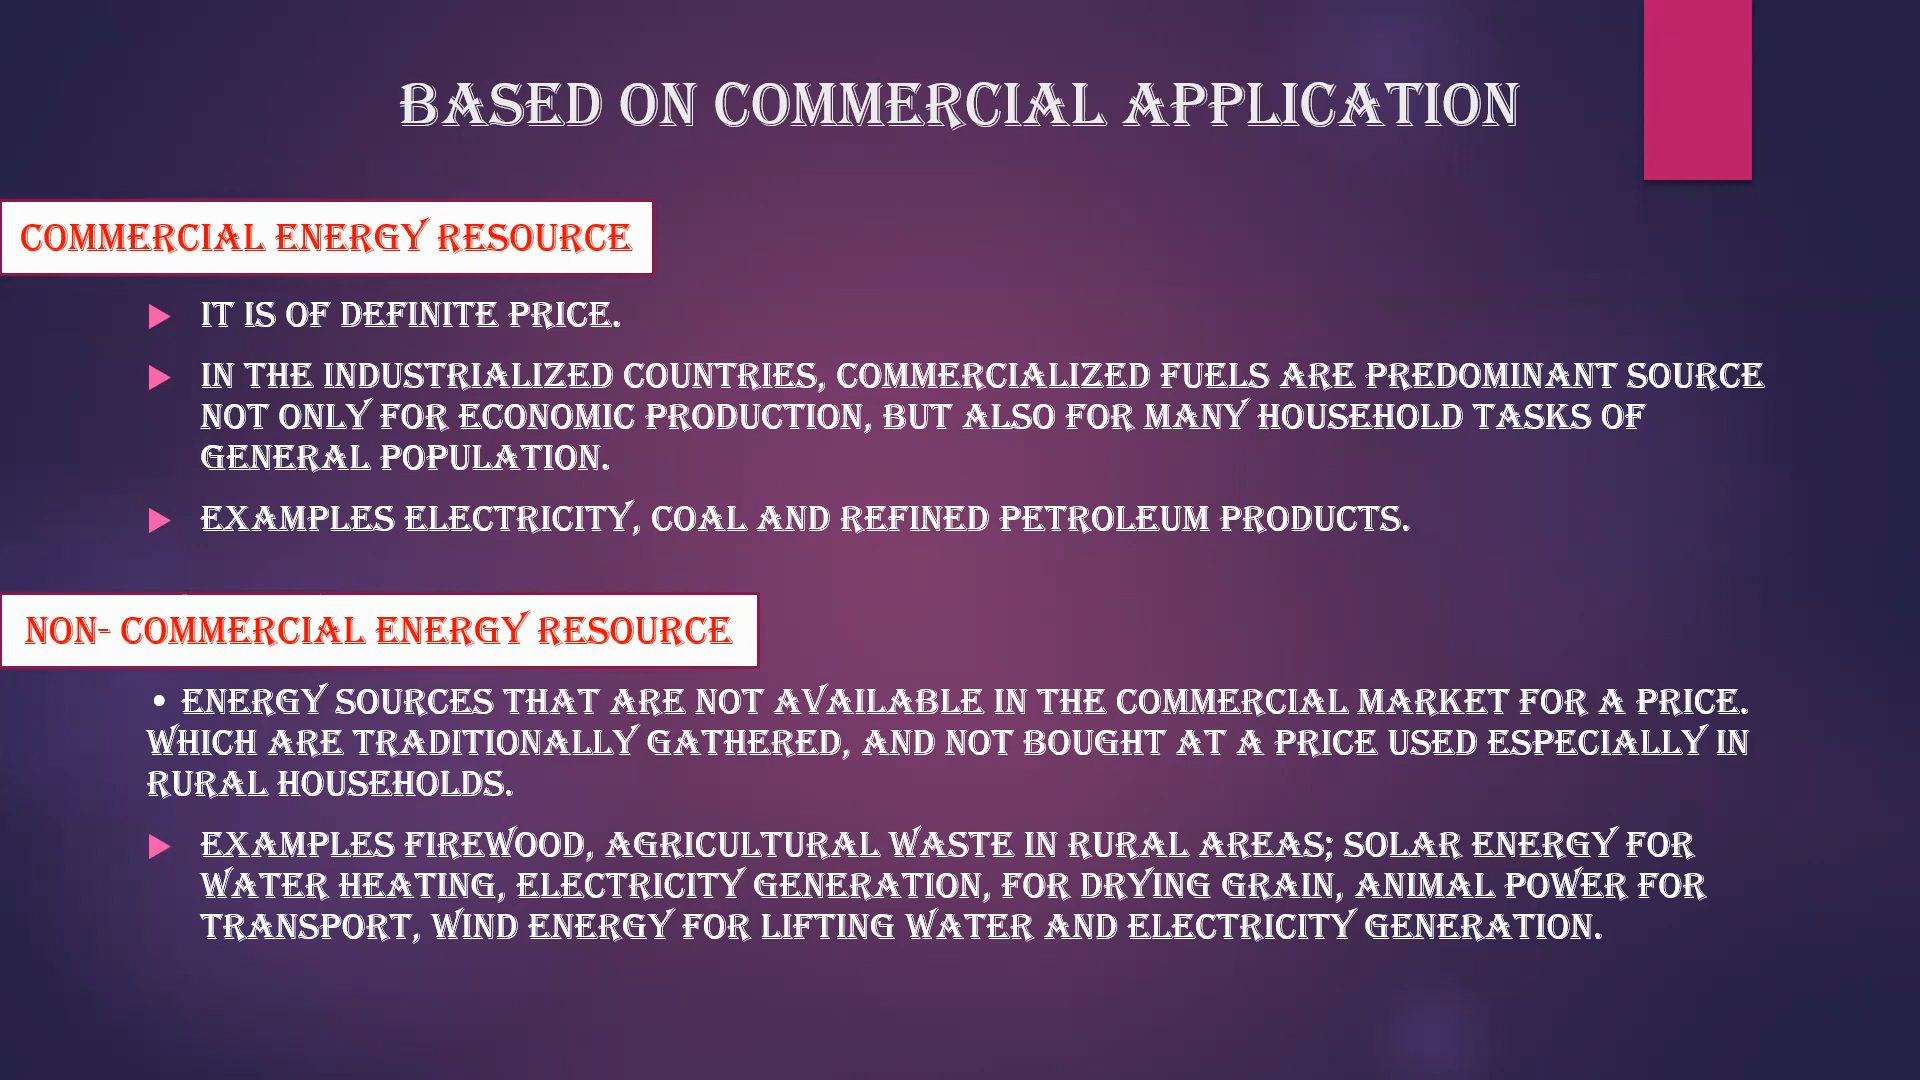 BASED ON COMMERCIAL APPLICATION
COMMERCIAL ENERGY RESOURCE
IT IS OF DEFINITE PRICE.
IN THE INDUSTRIALIZED COUNTRIES, COMMERCIALIZED FUELS ARE PREDOMINANT SOURCE
NOT ONLY FOR ECONOMIC PRODUCTION, BUT ALSO FOR MANY HOUSEHOLD TASKS OF
GENERAL POPULATION.
EXAMPLES ELECTRICITY, COAL AND REFINED PETROLEUM PRODUCTS.
NON- COMMERCIAL ENERGY RESOURCE
• ENERGY SOURCES THAT ARE NOT AVAILABLE IN THE COMMERCIAL MARKET FOR A PRICE.
WHICH ARE TRADITIONALLY GATHERED, AND NOT BOUGHT AT A PRICE USED ESPECIALLY IN
RURAL HOUSEHOLDS.
EXAMPLES FIREWOOD, AGRICULTURAL WASTE IN RURAL AREAS; SOLAR ENERGY FOR
WATER HEATING, ELECTRICITY GENERATION, FOR DRYING GRAIN, ANIMAL POWER FOR
TRANSPORT, WIND ENERGY FOR LIFTING WATER AND ELECTRICITY GENERATION.